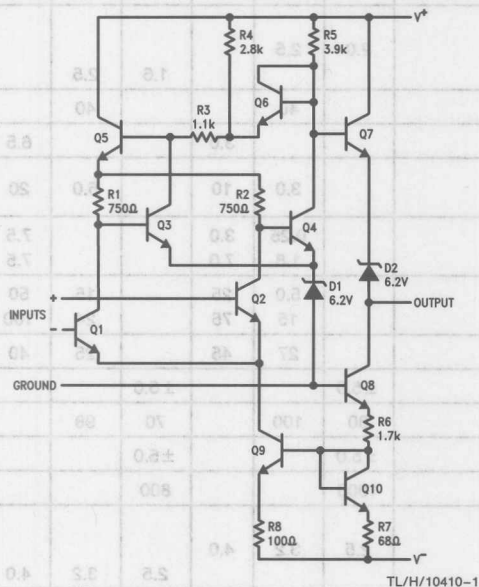 V+
R4
2.8k
R5
3.9k
Q6
R3
1.1k
Q5
Q7
R1
750Ω
R2
750Ω
Q3
Q4
D1
6.2V
D2
6.2V
+
Q2
OUTPUT
INPUTS
Q1
−
GROUND
Q8
R6
1.7k
Q9
Q10
R8
100Ω
R7
68Ω
V−
TL/H/10410-1